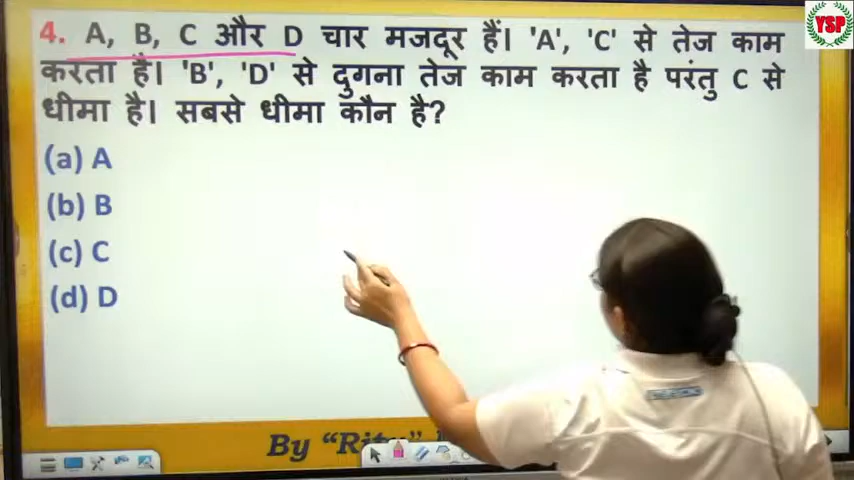 YSP
4. A, B, C और D चार मजदूर हैं। 'A', 'C' से तेज काम
करता है। 'B', 'D' से दुगना तेज काम करता है परंतु C से
धीमा है। सबसे धीमा कौन है?
(a) A
(b) B
(c) C
(d) D
By